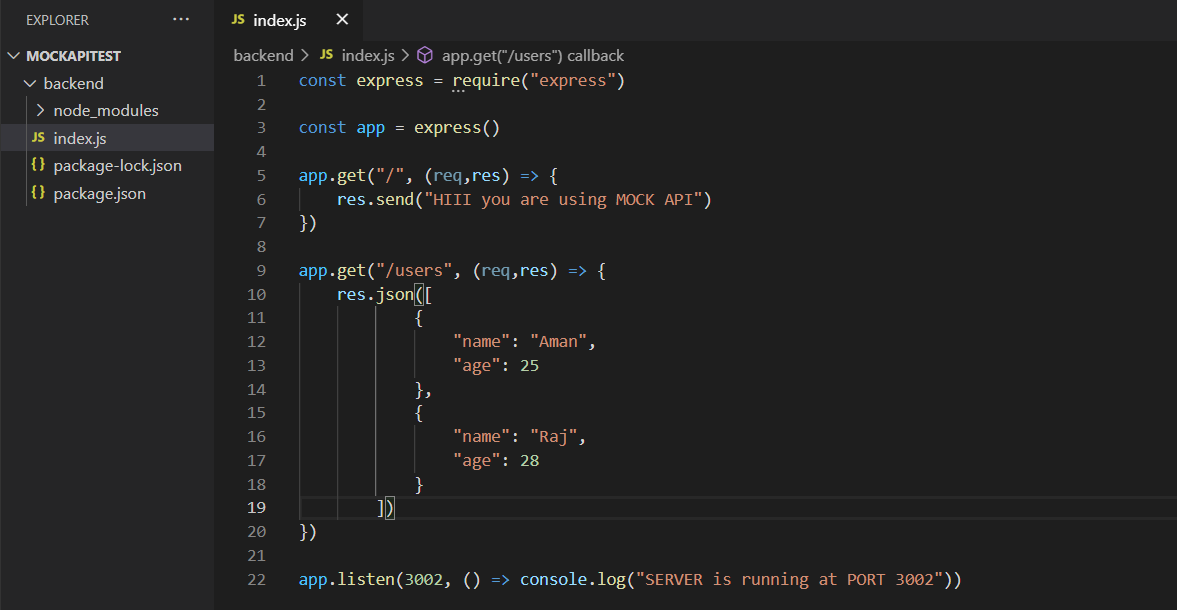 EXPLORER ...
JS index.js ×
MOCKAPITEST
backend
node_modules
JS index.js
{} package-lock.json
{} package.json
backend > JS index.js > app.get("/users") callback
1 const express = require("express")
2
3 const app = express()
4
5 app.get("/", (req,res) => {
6     res.send("HIII you are using MOCK API")
7 })
8
9 app.get("/users", (req,res) => {
10     res.json([
11             {
12                 "name": "Aman",
13                 "age": 25
14             },
15             {
16                 "name": "Raj",
17                 "age": 28
18             }
19         ])
20 })
21
22 app.listen(3002, () => console.log("SERVER is running at PORT 3002"))